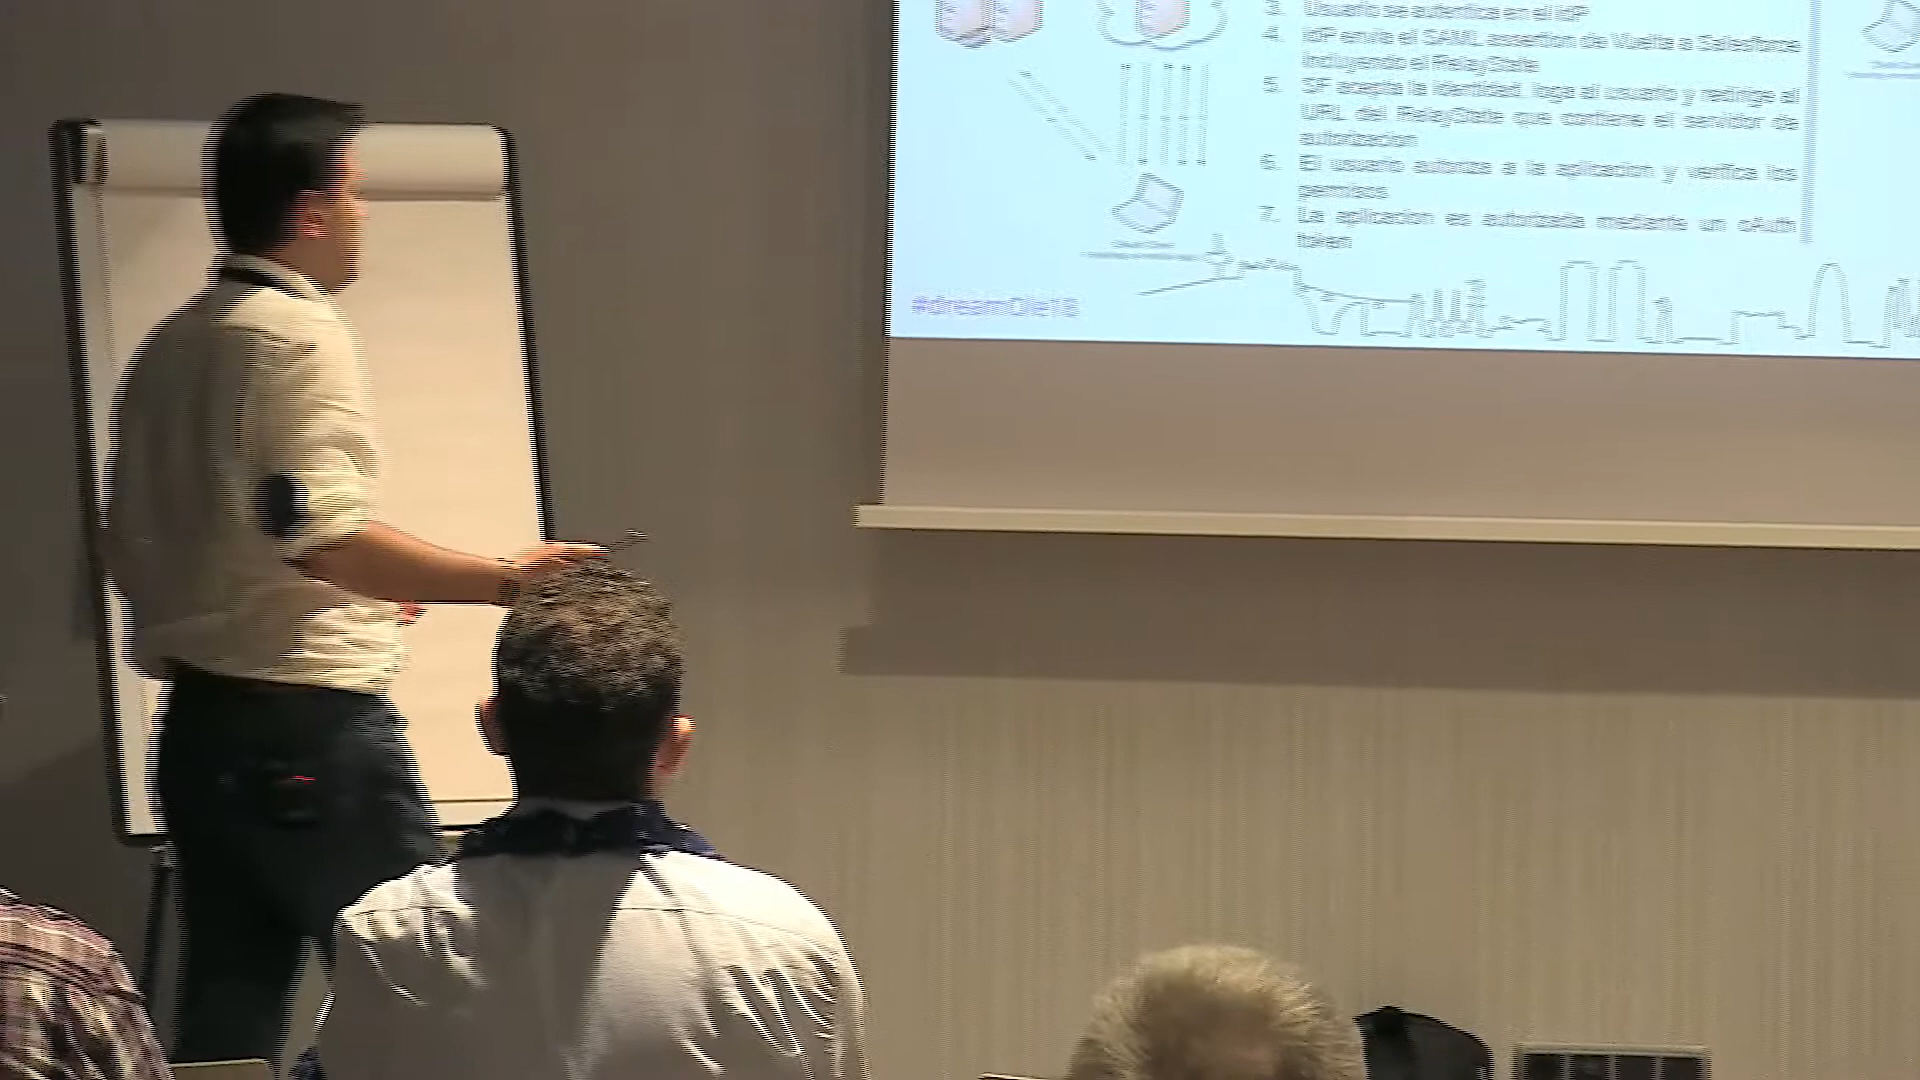 3. Usuario se autentica en el IdP
4. IdP envía el SAML assertion de Vuelta a Salesforce
incluyendo el RelayState
5. SF acepta la identidad, loga al usuario y redirige al
URL del RelayState que contiene el servidor de
autorizacion
6. El usuario autoriza a la aplicacion y verifica los
permisos
7. La aplicacion es autorizada mediante un oAuth
token
#dreamOle18